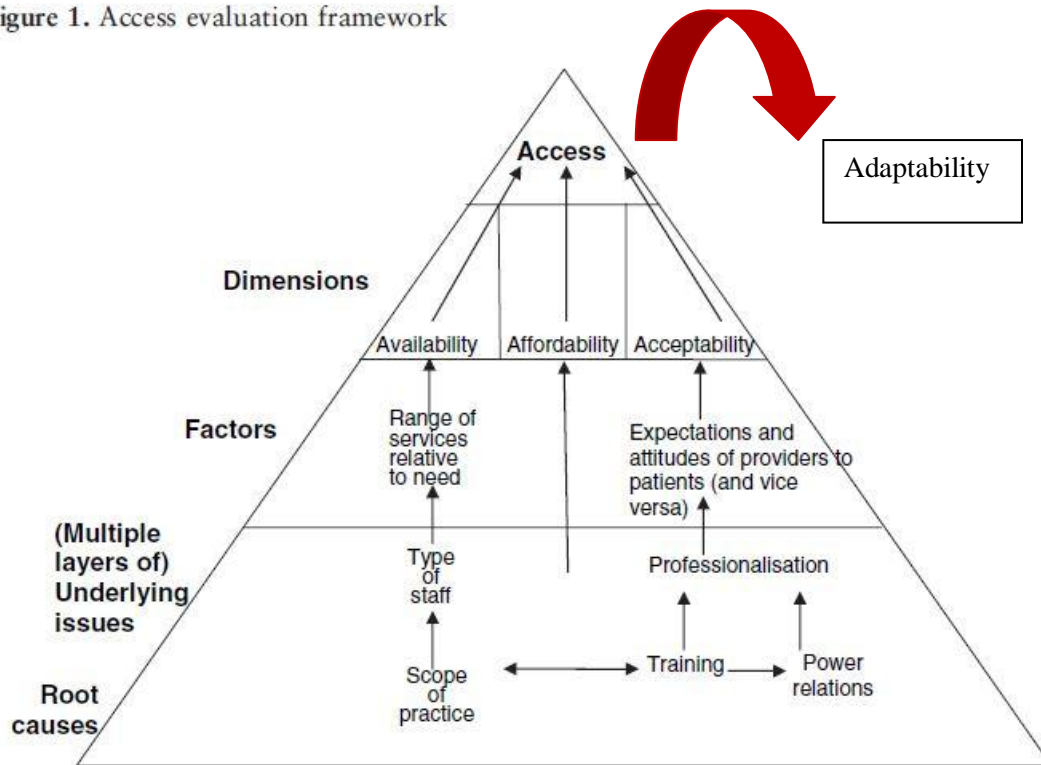 igure 1. Access evaluation framework
Access
Adaptability
Dimensions
Availability
Affordability
Acceptability
Factors
Range of
services
relative
to need
Expectations and
attitudes of providers to
patients (and vice
versa)
(Multiple
layers of)
Underlying
issues
Type
of
staff
Professionalisation
Root
causes
Scope
of
practice
Training
Power
relations